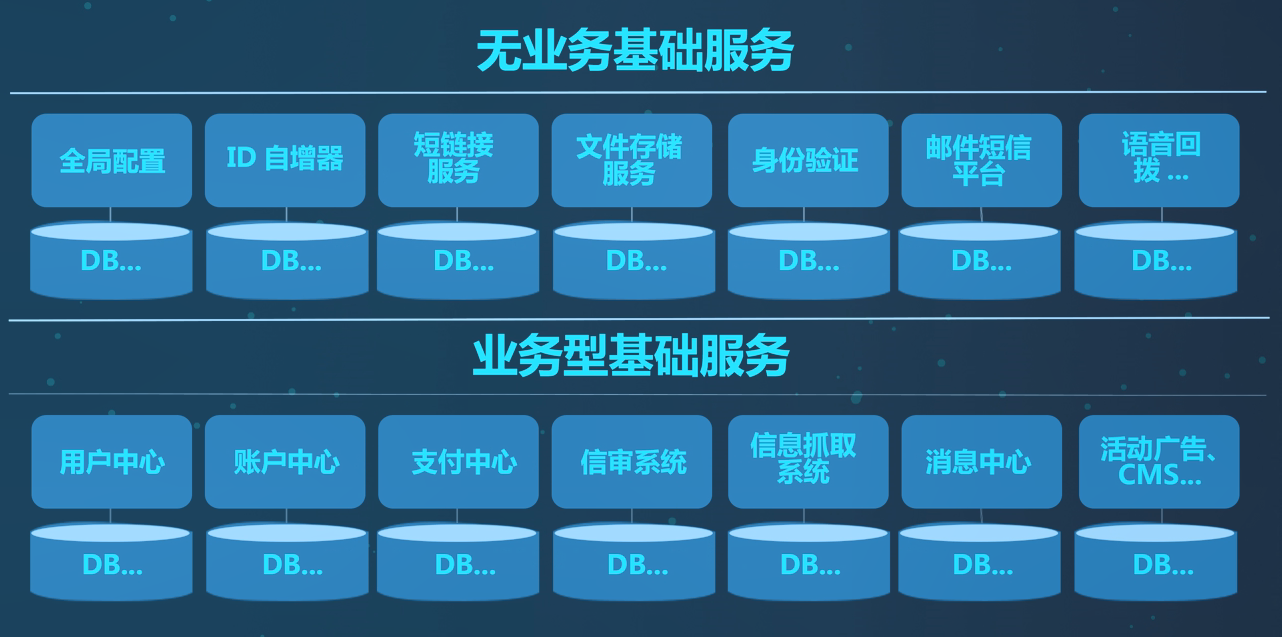 无业务基础服务
全局配置
ID 自增器
短链接
服务
文件存储
服务
身份验证
邮件短信
平台
语音回
拨 ...
DB...
DB...
DB...
DB...
DB...
DB...
DB...
业务型基础服务
用户中心
账户中心
支付中心
信审系统
信息抓取
系统
消息中心
活动广告、
CMS...
DB...
DB...
DB...
DB...
DB...
DB...
DB...